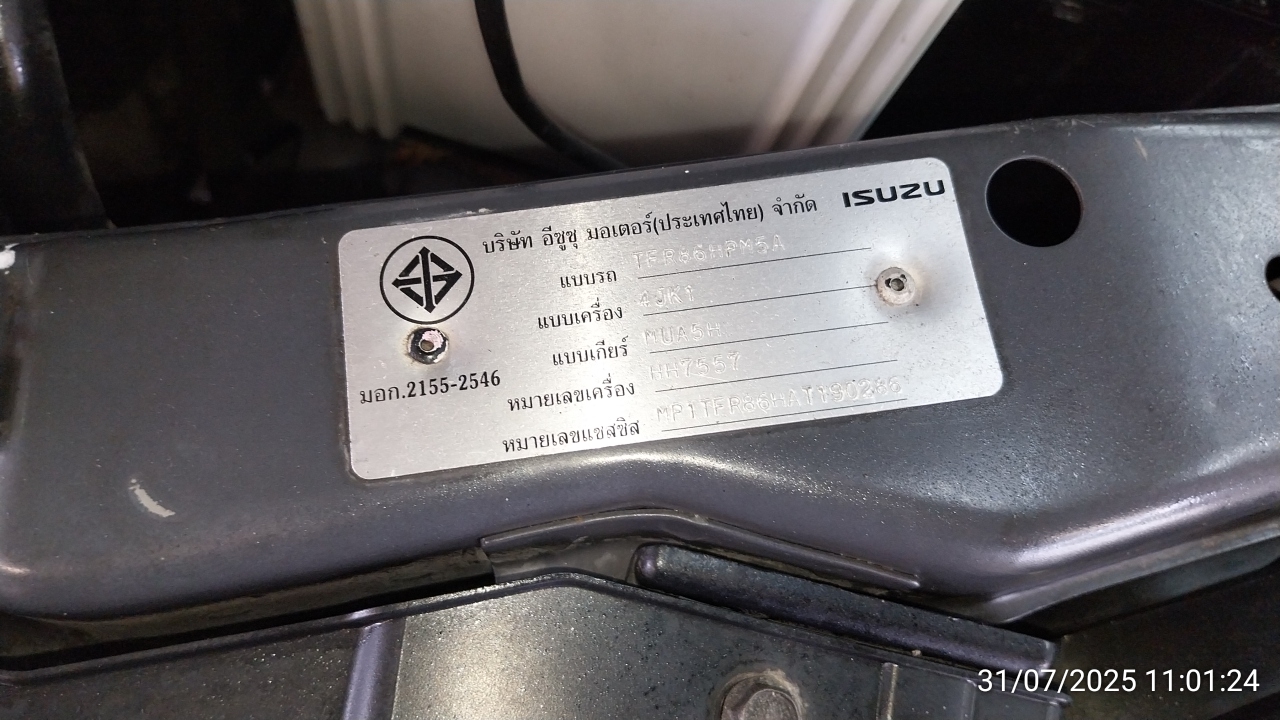 บริษัท อีซูซุ มอเตอร์(ประเทศไทย) จำกัด ISUZU
แบบรถ TFR86HPM5A
แบบเครื่อง 4JK1
แบบเกียร์ MUA5H
มอก.2155-2546
หมายเลขเครื่อง HH7557
หมายเลขแชสซิส MP1TFR86HAT190286
31/07/2025 11:01:24